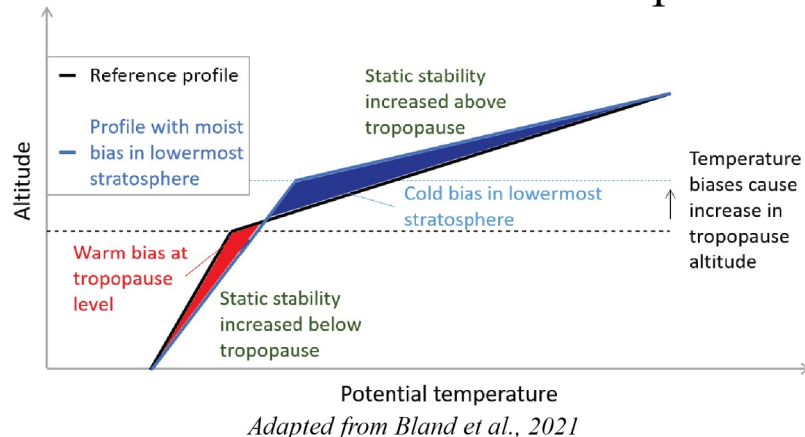 Reference profile
Profile with moist
bias in lowermost
stratosphere
Static stability
increased above
tropopause
Altitude
Temperature
biases cause
increase in
tropopause
altitude
Cold bias in lowermost
stratosphere
Warm bias at
tropopause
level
Static stability
increased below
tropopause
Potential temperature
Adapted from Bland et al., 2021